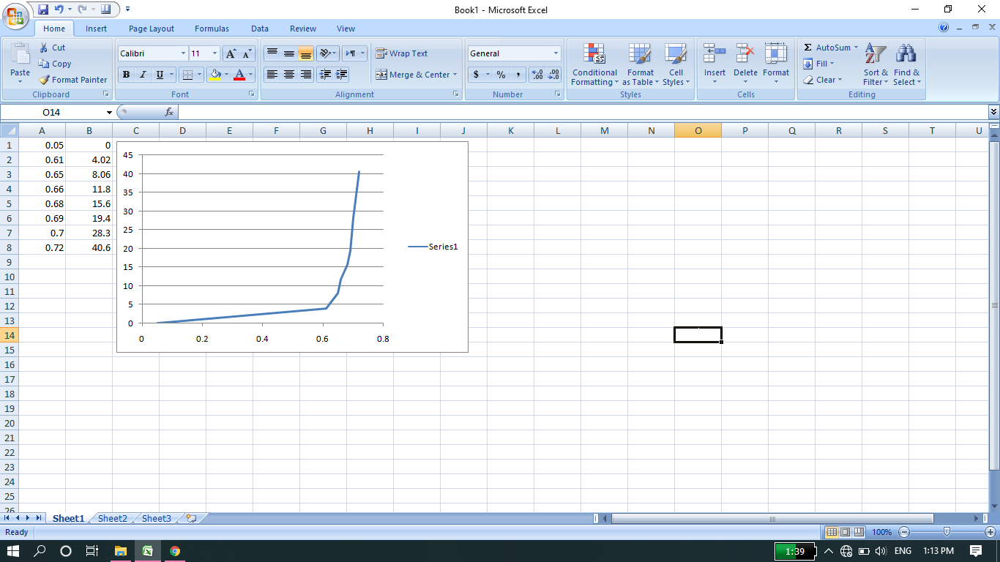 Book1 - Microsoft Excel
Home Insert Page Layout Formulas Data Review View
Paste
Cut
Copy
Format Painter
Clipboard
Calibri 11
B I U A
Font
Wrap Text
Merge & Center
Alignment
General
$ % ,
Number
Conditional Formatting
Format as Table
Cell Styles
Styles
Insert Delete Format
Cells
AutoSum
Fill
Clear
Sort & Filter
Find & Select
Editing
O14 fx
A B C D E F G H I J K L M N O P Q R S T U
1 0.05 0
2 0.61 4.02
3 0.65 8.06
4 0.66 11.8
5 0.68 15.6
6 0.69 19.4
7 0.7 28.3
8 0.72 40.6
9
10
11
12
13
14
15
16
17
18
19
20
21
22
23
24
25
26
45
40
35
30
25
20
15
10
5
0
0 0.2 0.4 0.6 0.8
Series1
Sheet1 Sheet2 Sheet3
Ready 100%
1:39 ENG 1:13 PM